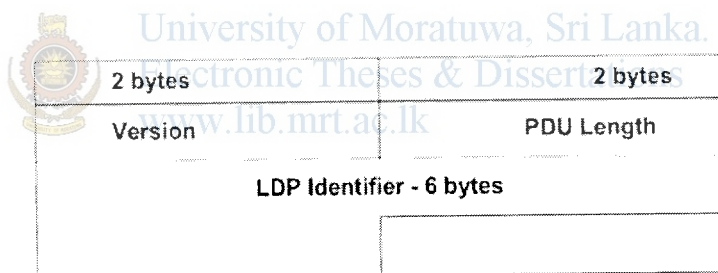 University of Moratuwa, Sri Lanka.
Electronic Theses & Dissertations
www.lib.mrt.ac.lk
2 bytes 2 bytes
Version PDU Length
LDP Identifier - 6 bytes